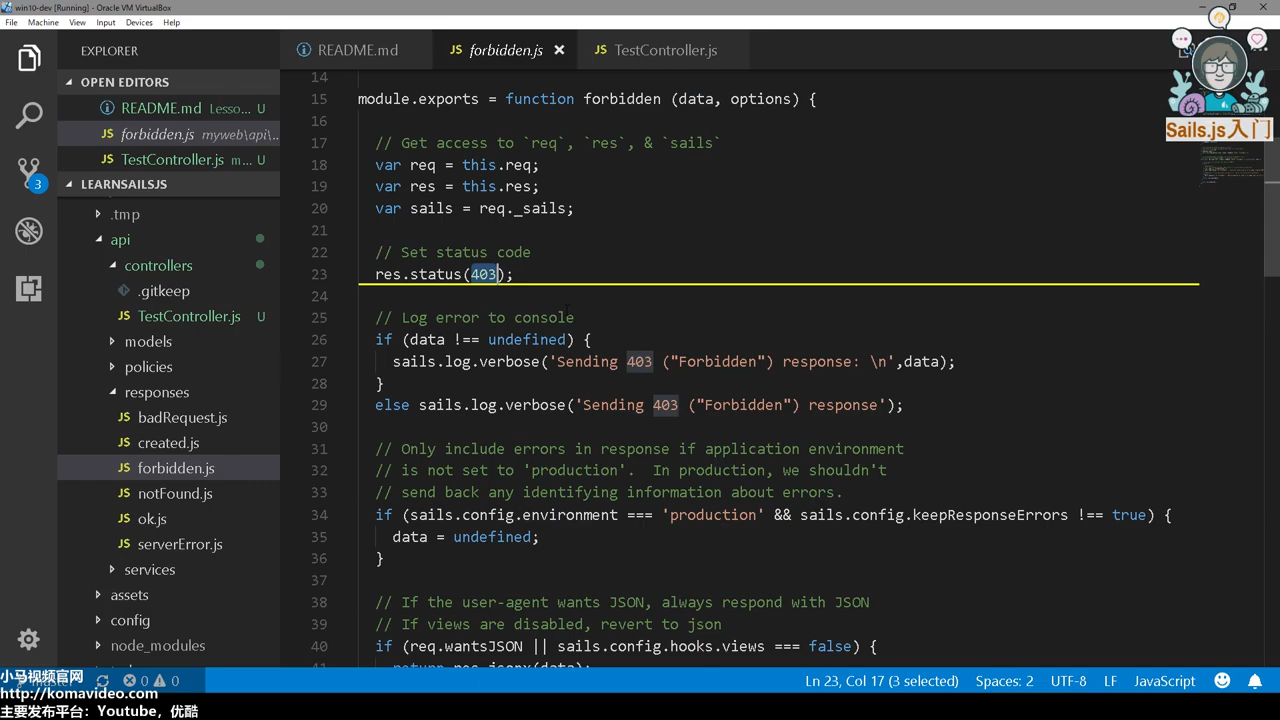 win10-dev [Running] - Oracle VM VirtualBox
File Machine View Input Devices Help
EXPLORER
README.md
forbidden.js
TestController.js
OPEN EDITORS
README.md Lesso... U
forbidden.js myweb\api\...
TestController.js m... U
LEARNSAILSJS
.tmp
api
controllers
.gitkeep
TestController.js U
models
policies
responses
badRequest.js
created.js
forbidden.js
notFound.js
ok.js
serverError.js
services
assets
config
node_modules
3
14
15 module.exports = function forbidden (data, options) {
16
17 // Get access to `req`, `res`, & `sails`
18 var req = this.req;
19 var res = this.res;
20 var sails = req._sails;
21
22 // Set status code
23 res.status(403);
24
25 // Log error to console
26 if (data !== undefined) {
27 sails.log.verbose('Sending 403 ("Forbidden") response: \n',data);
28 }
29 else sails.log.verbose('Sending 403 ("Forbidden") response');
30
31 // Only include errors in response if application environment
32 // is not set to 'production'.  In production, we shouldn't
33 // send back any identifying information about errors.
34 if (sails.config.environment === 'production' && sails.config.keepResponseErrors !== true) {
35 data = undefined;
36 }
37
38 // If the user-agent wants JSON, always respond with JSON
39 // If views are disabled, revert to json
40 if (req.wantsJSON || sails.config.hooks.views === false) {
41 return res.jsonx(data);
Sails.js入门
小马视频官网
http://komavideo.com
主要发布平台：Youtube，优酷
0 0
Ln 23, Col 17 (3 selected) Spaces: 2 UTF-8 LF JavaScript